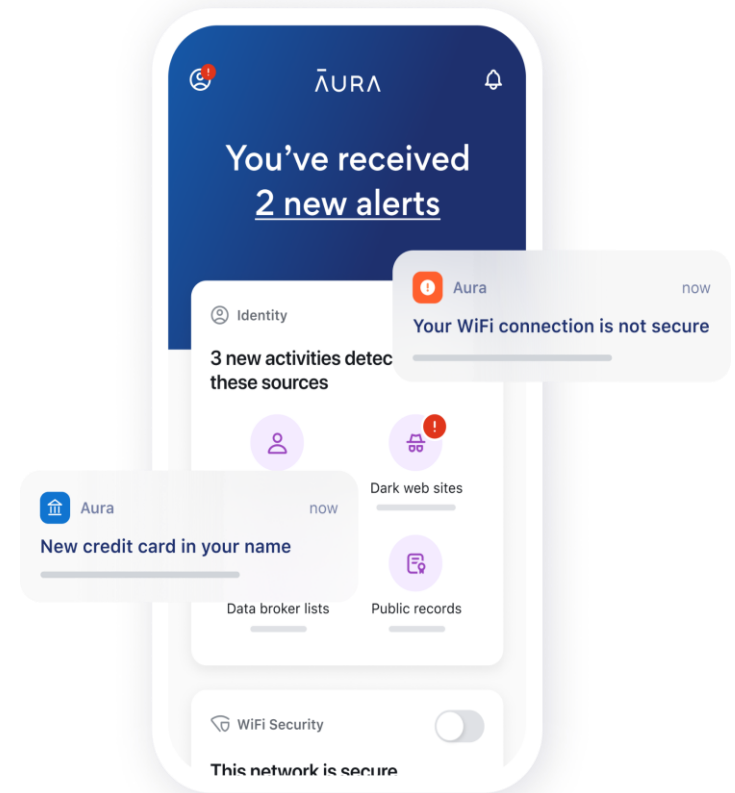 ĀURA
You’ve received
2 new alerts
Aura
now
Your WiFi connection is not secure
Identity
3 new activities detec
these sources
Dark web sites
Aura
now
New credit card in your name
Data broker lists
Public records
WiFi Security
This network is secure